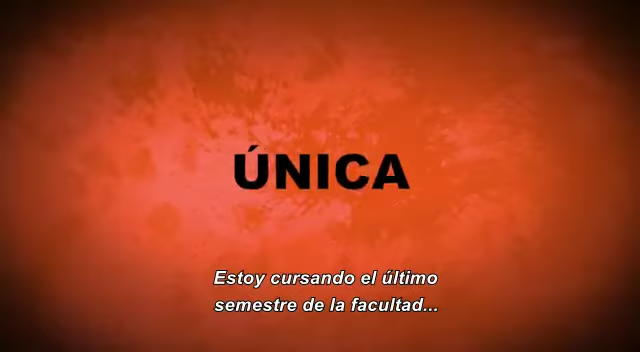 ÚNICA
Estoy cursando el último
semestre de la facultad...